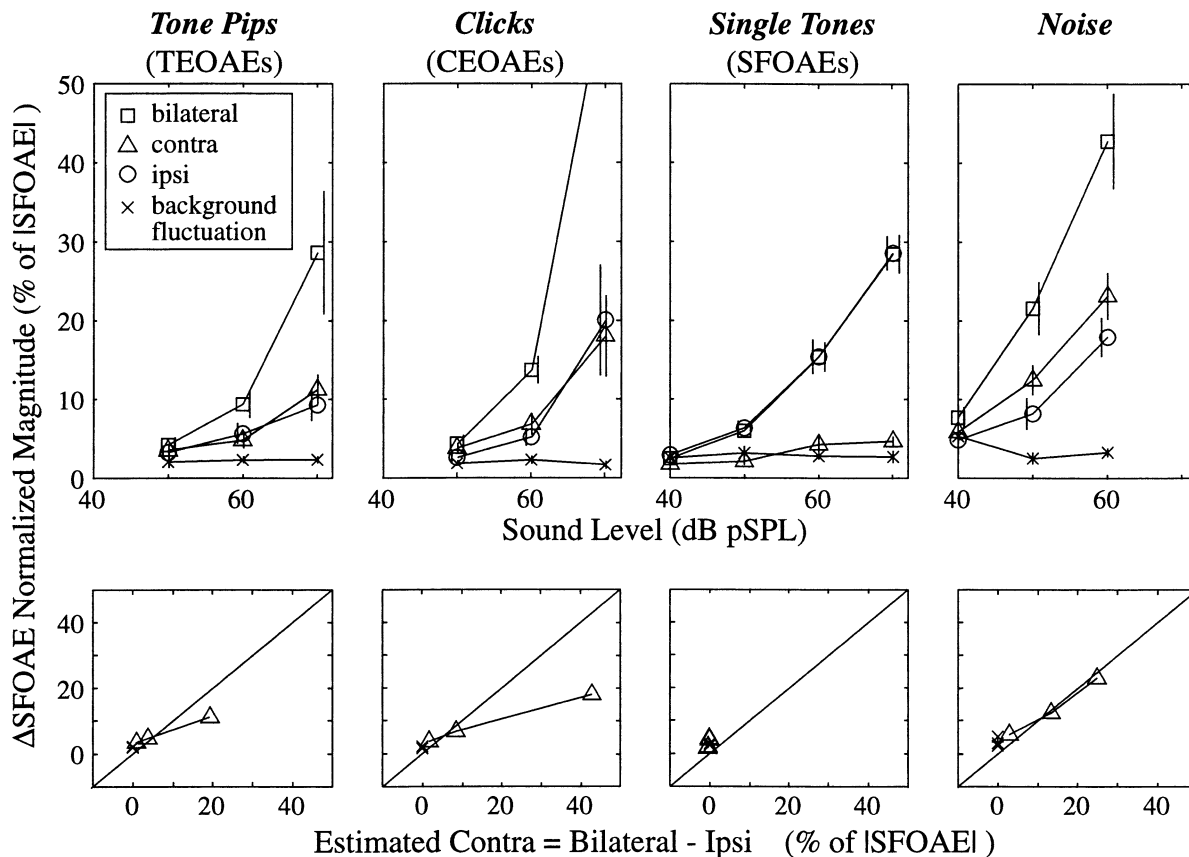 Tone Pips Clicks Single Tones Noise
(TEOAEs) (CEOAEs) (SFOAEs)
ΔSFOAE Normalized Magnitude (% of |SFOAE| )
50
40
30
20
10
0
bilateral
contra
ipsi
background
fluctuation
40 60 40 60 40 60 40 60
Sound Level (dB pSPL)
40
20
0
0 20 40 0 20 40 0 20 40 0 20 40
Estimated Contra = Bilateral - Ipsi (% of |SFOAE| )